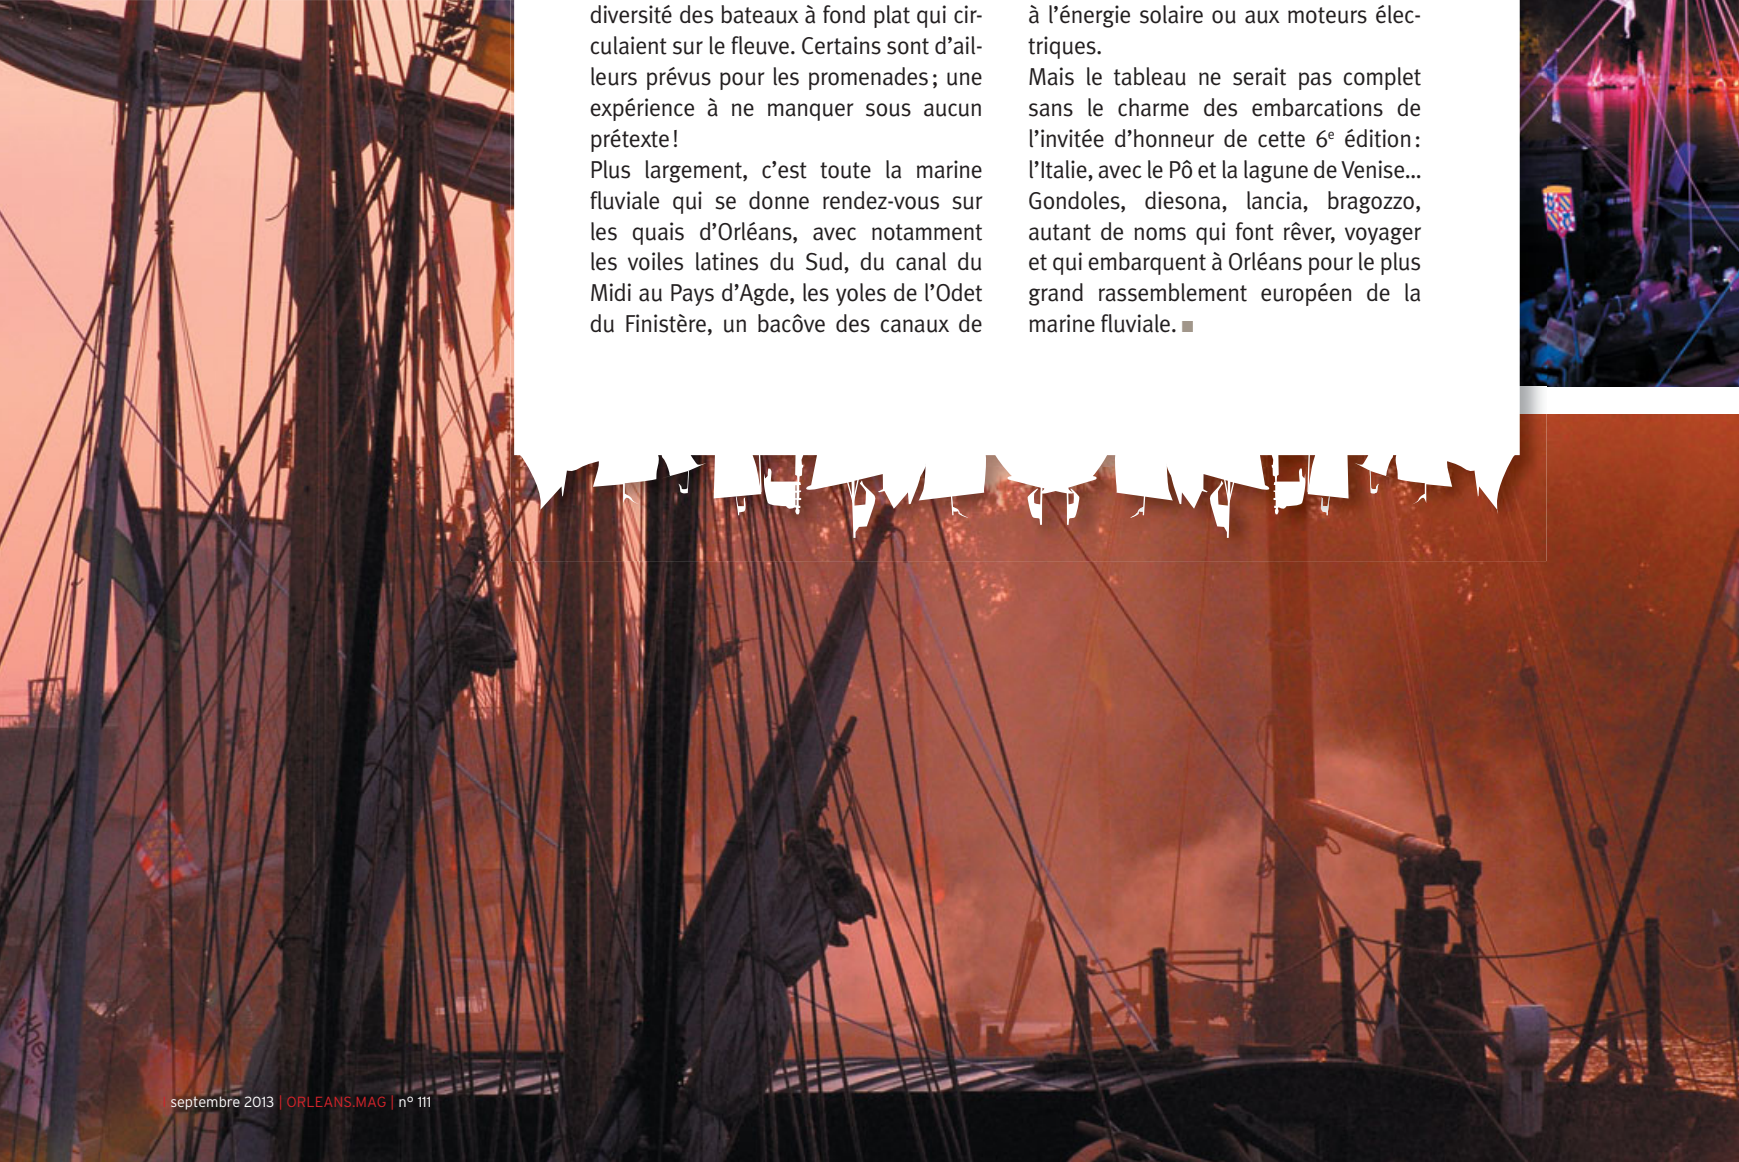 diversité des bateaux à fond plat qui cir-
culaient sur le fleuve. Certains sont d’ail-
leurs prévus pour les promenades ; une
expérience à ne manquer sous aucun
prétexte !
Plus largement, c’est toute la marine
fluviale qui se donne rendez-vous sur
les quais d’Orléans, avec notamment
les voiles latines du Sud, du canal du
Midi au Pays d’Agde, les yoles de l’Odet
du Finistère, un bacôve des canaux de
à l’énergie solaire ou aux moteurs élec-
triques.
Mais le tableau ne serait pas complet
sans le charme des embarcations de
l’invitée d’honneur de cette 6e édition :
l’Italie, avec le Pô et la lagune de Venise...
Gondoles, diesona, lancia, bragozzo,
autant de noms qui font rêver, voyager
et qui embarquent à Orléans pour le plus
grand rassemblement européen de la
marine fluviale. ■
| septembre 2013 | ORLEANS.MAG | n° 111